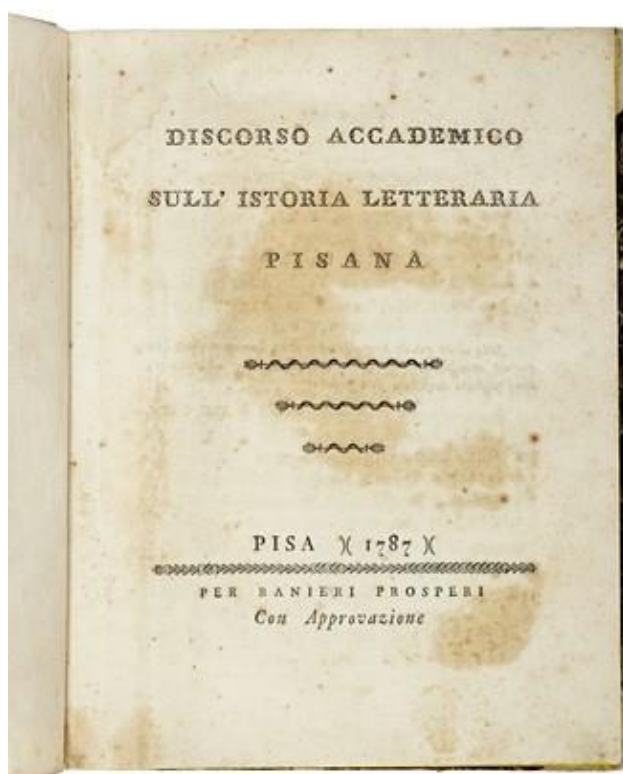 DISCORSO ACCADEMICO
SULL' ISTORIA LETTERARIA
PISANA
PISA )( 1787 )(
PER RANIERI PROSPERI
Con Approvazione